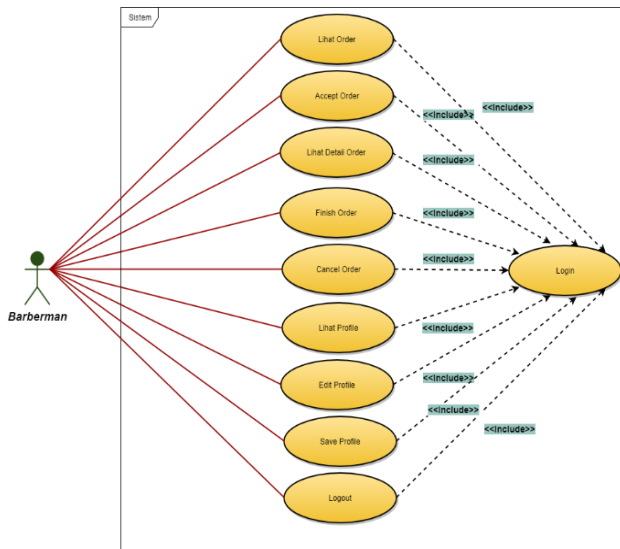 Sistem
Lihat Order
Accept Order
<<Include>>
<<Include>>
Lihat Detail Order
<<Include>>
Finish Order
<<Include>>
Cancel Order
<<Include>>
Login
Barberman
Lihat Profile
<<Include>>
Edit Profile
<<Include>>
<<Include>>
Save Profile
<<Include>>
Logout